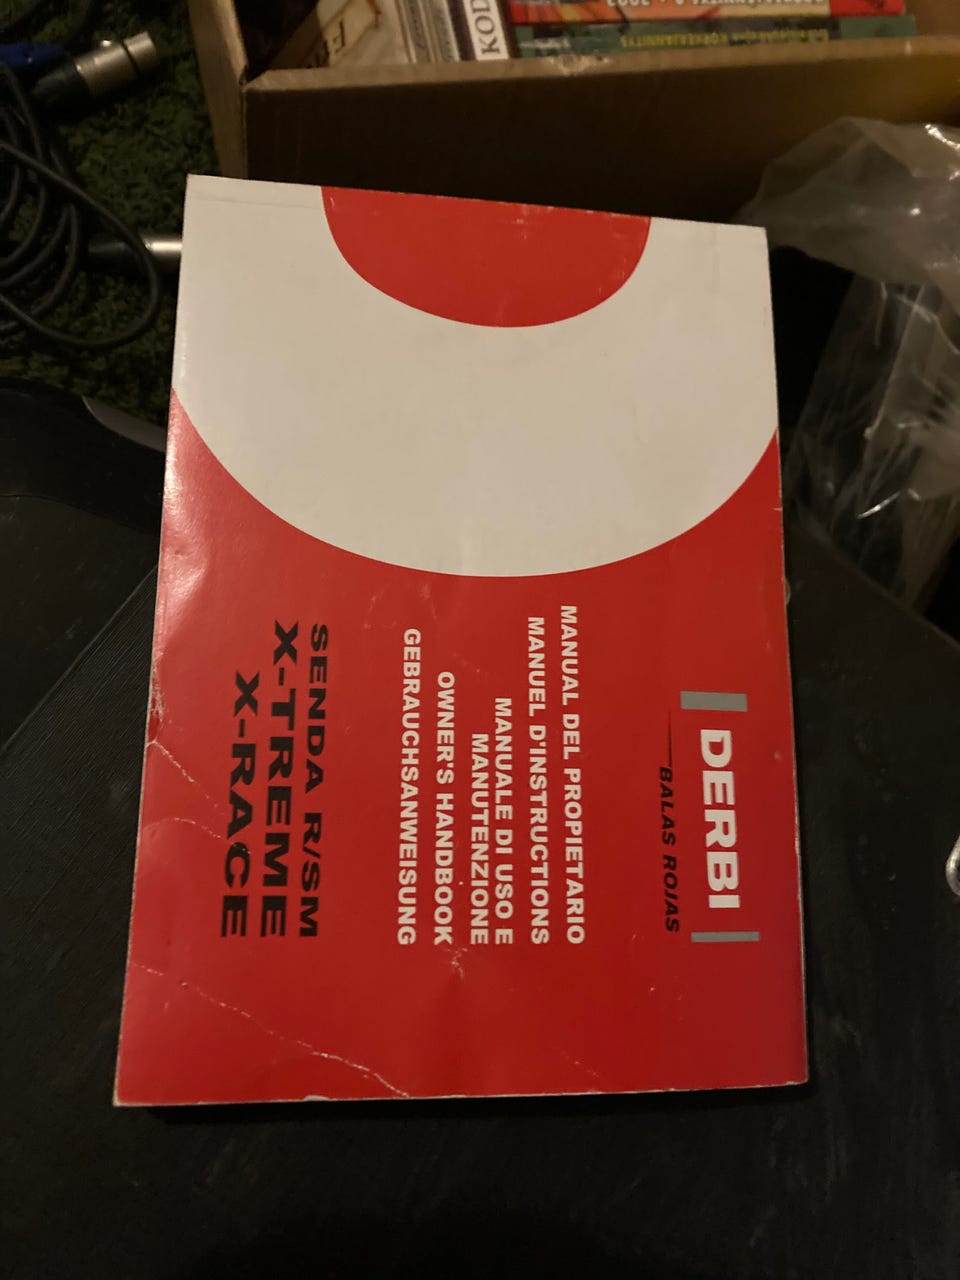 DERBI
BALAS ROJAS
MANUAL DEL PROPIETARIO
MANUEL D'INSTRUCTIONS
MANUALE DI USO E
MANUTENZIONE
OWNER'S HANDBOOK
GEBRAUCHSANWEISUNG
SENDA R/SM
X-TREME
X-RACE
KOD